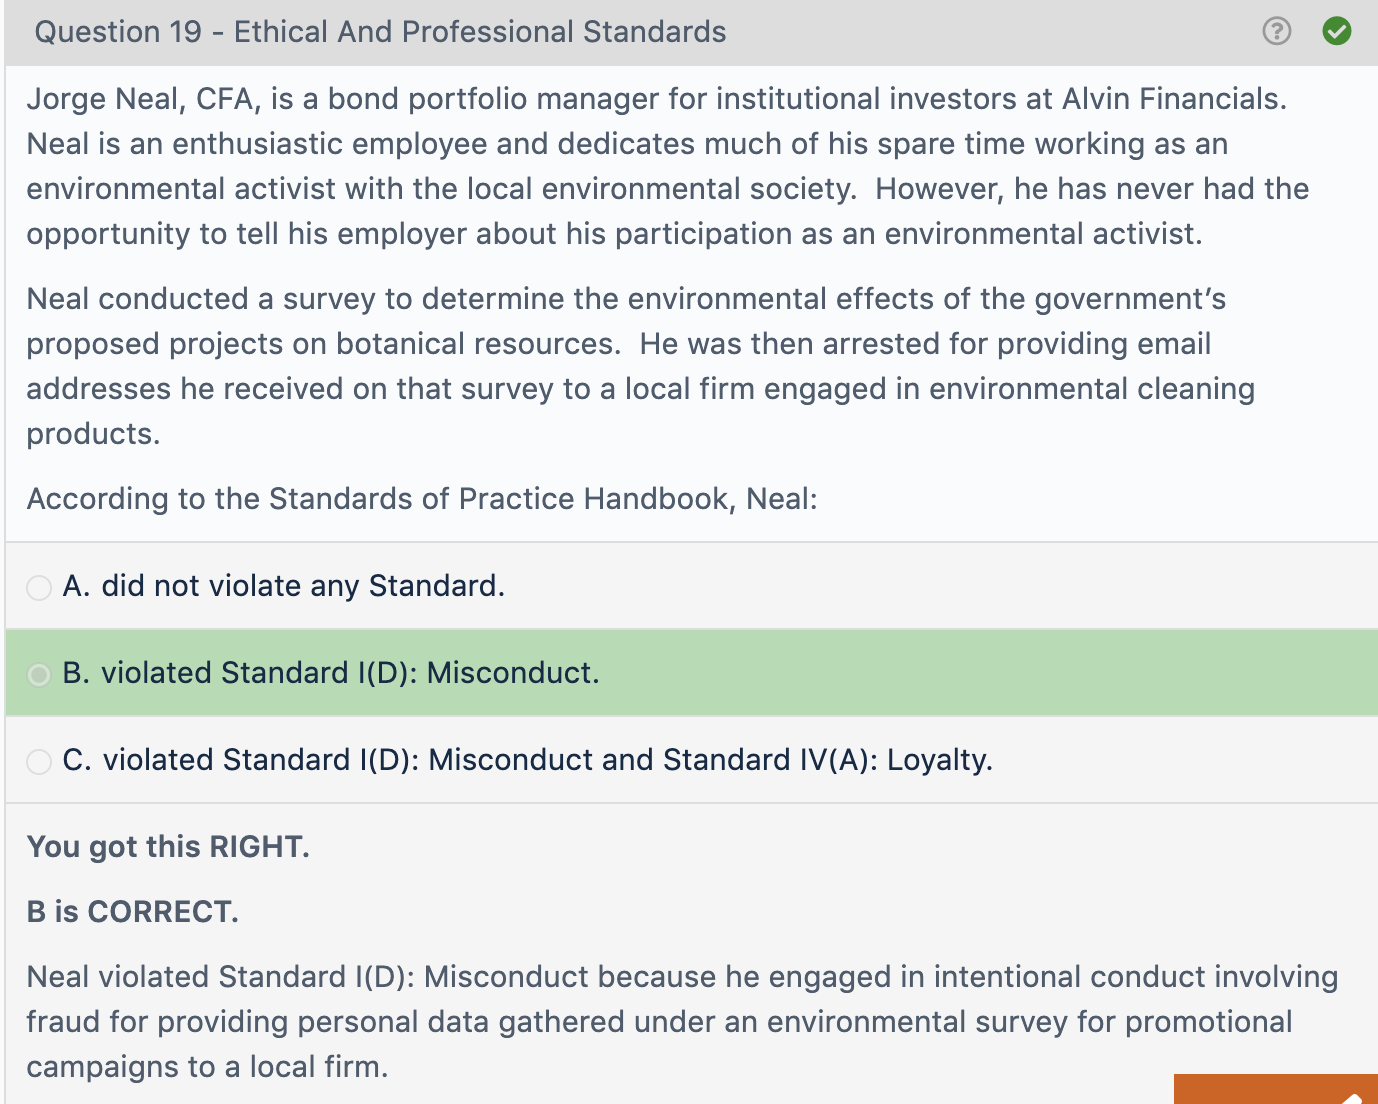 Question 19 - Ethical And Professional Standards
Jorge Neal, CFA, is a bond portfolio manager for institutional investors at Alvin Financials.
Neal is an enthusiastic employee and dedicates much of his spare time working as an
environmental activist with the local environmental society.  However, he has never had the
opportunity to tell his employer about his participation as an environmental activist.
Neal conducted a survey to determine the environmental effects of the government’s
proposed projects on botanical resources.  He was then arrested for providing email
addresses he received on that survey to a local firm engaged in environmental cleaning
products.
According to the Standards of Practice Handbook, Neal:
A. did not violate any Standard.
B. violated Standard I(D): Misconduct.
C. violated Standard I(D): Misconduct and Standard IV(A): Loyalty.
You got this RIGHT.
B is CORRECT.
Neal violated Standard I(D): Misconduct because he engaged in intentional conduct involving
fraud for providing personal data gathered under an environmental survey for promotional
campaigns to a local firm.